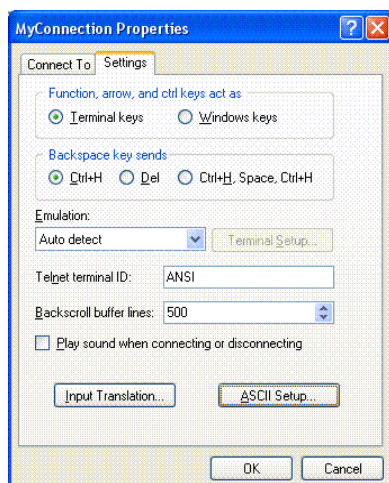 MyConnection Properties
Connect To Settings
Function, arrow, and ctrl keys act as
Terminal keys Windows keys
Backspace key sends
Ctrl+H Del Ctrl+H, Space, Ctrl+H
Emulation:
Auto detect Terminal Setup...
Telnet terminal ID: ANSI
Backscroll buffer lines: 500
Play sound when connecting or disconnecting
Input Translation... ASCII Setup...
OK Cancel